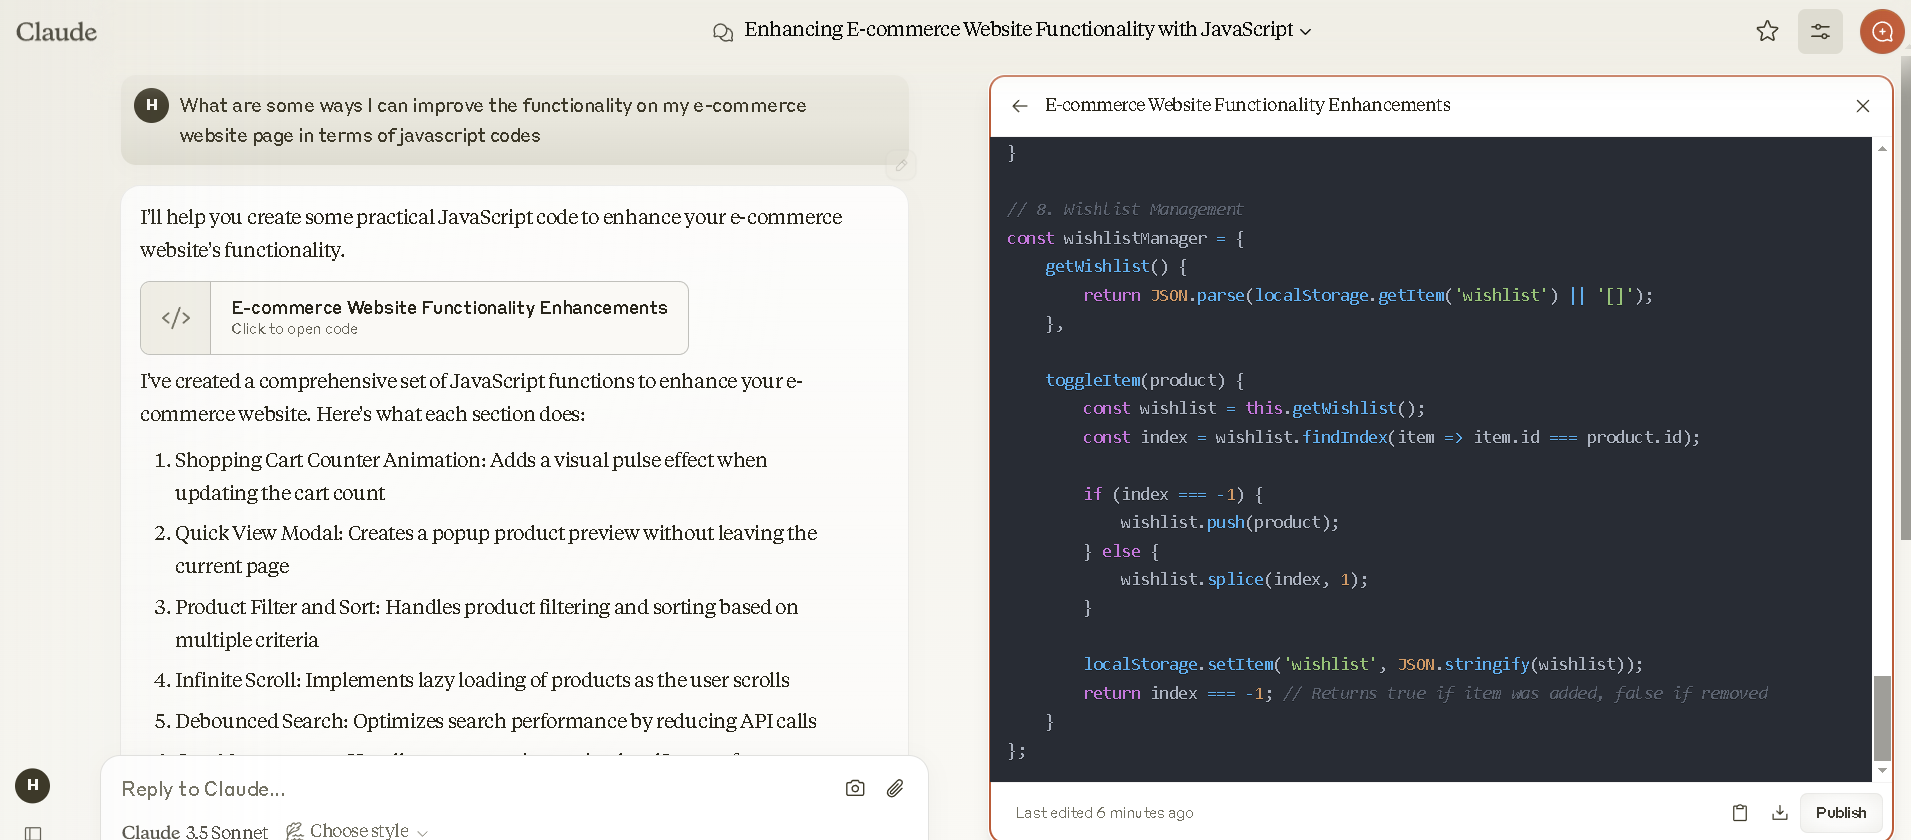 Claude
Enhancing E-commerce Website Functionality with JavaScript
H
What are some ways I can improve the functionality on my e-commerce
website page in terms of javascript codes
I'll help you create some practical JavaScript code to enhance your e-commerce
website's functionality.
</>
E-commerce Website Functionality Enhancements
Click to open code
I've created a comprehensive set of JavaScript functions to enhance your e-
commerce website. Here's what each section does:
1. Shopping Cart Counter Animation: Adds a visual pulse effect when
updating the cart count
2. Quick View Modal: Creates a popup product preview without leaving the
current page
3. Product Filter and Sort: Handles product filtering and sorting based on
multiple criteria
4. Infinite Scroll: Implements lazy loading of products as the user scrolls
5. Debounced Search: Optimizes search performance by reducing API calls
H
Reply to Claude...
Claude 3.5 Sonnet Choose style
E-commerce Website Functionality Enhancements
}
// 8. Wishlist Management
const wishlistManager = {
getWishlist() {
return JSON.parse(localStorage.getItem('wishlist') || '[]');
},
toggleItem(product) {
const wishlist = this.getWishlist();
const index = wishlist.findIndex(item => item.id === product.id);
if (index === -1) {
wishlist.push(product);
} else {
wishlist.splice(index, 1);
}
localStorage.setItem('wishlist', JSON.stringify(wishlist));
return index === -1; // Returns true if item was added, false if removed
}
};
Last edited 6 minutes ago
Publish